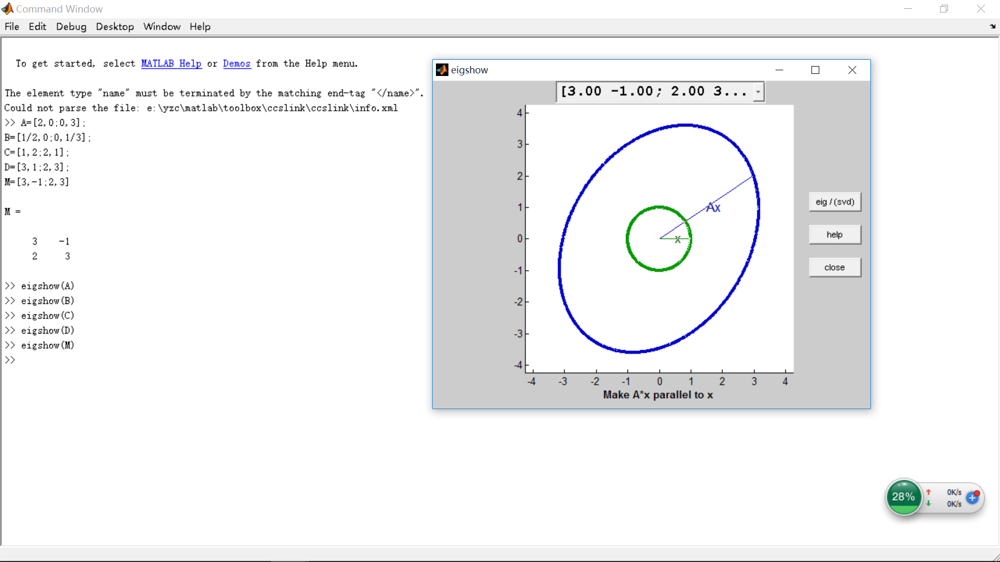 Command Window
File Edit Debug Desktop Window Help
To get started, select MATLAB Help or Demos from the Help menu.
The element type "name" must be terminated by the matching end-tag "</name>".
Could not parse the file: e:\yzc\matlab\toolbox\ccslink\ccslink\info.xml
>> A=[2,0;0,3];
B=[1/2,0;0,1/3];
C=[1,2;2,1];
D=[3,1;2,3];
M=[3,-1;2,3]
M =
3 -1
2 3
>> eigshow(A)
>> eigshow(B)
>> eigshow(C)
>> eigshow(D)
>> eigshow(M)
>>
eigshow
[3.00 -1.00; 2.00 3...
4
3
2
1
0
-1
-2
-3
-4
Ax
x
-4 -3 -2 -1 0 1 2 3 4
Make A*x parallel to x
eig / (svd)
help
close
28%
0K/s
0K/s